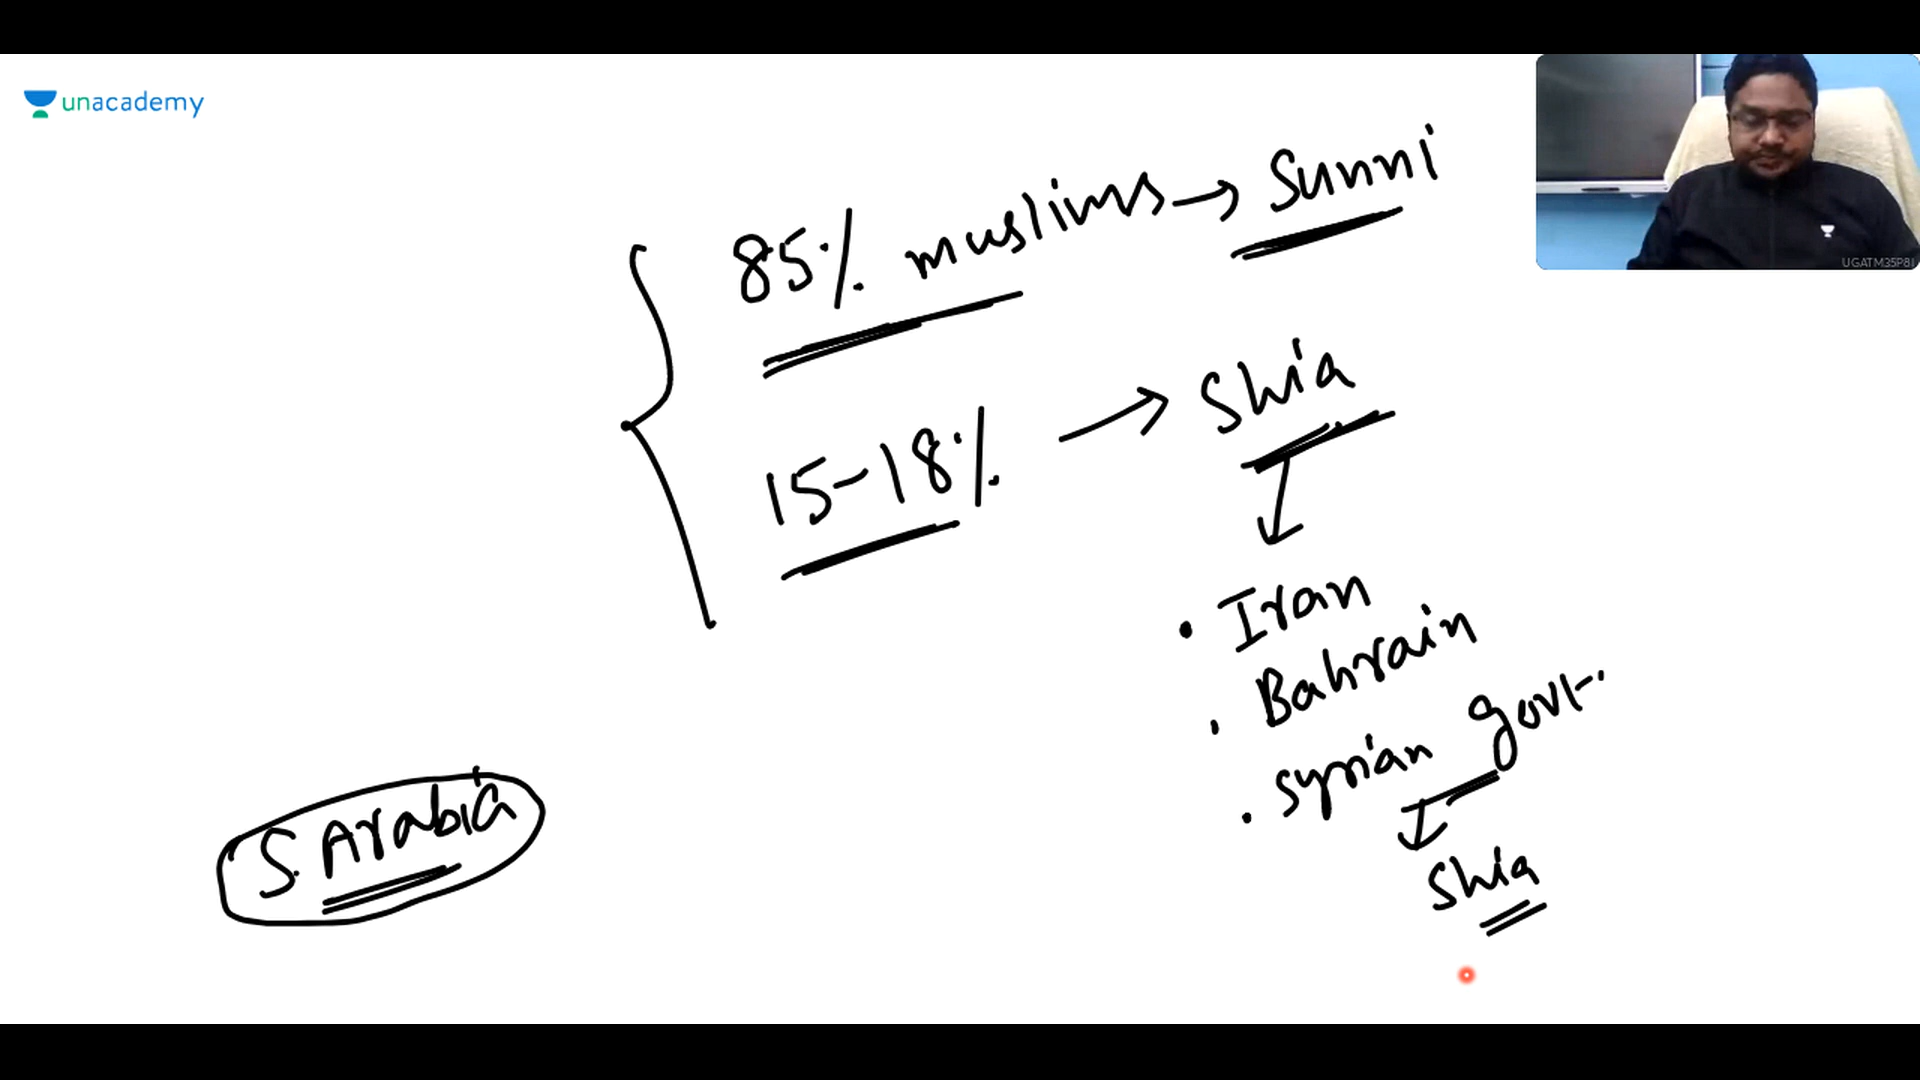 unacademy
85% muslims → Sunni
15-18% → Shia
• Iran
• Bahrain
• Syrian Govt.
Shia
S. Arabia
UGATM35P8I